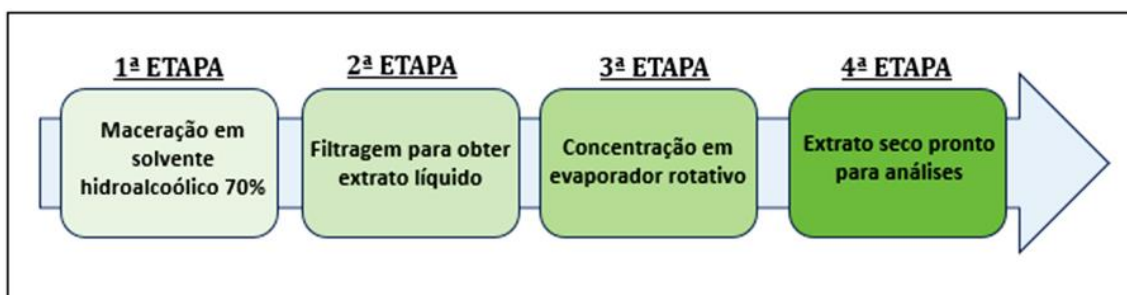 1ª ETAPA
Maceração em
solvente
hidroalcoólico 70%
2ª ETAPA
Filtragem para obter
extrato líquido
3ª ETAPA
Concentração em
evaporador rotativo
4ª ETAPA
Extrato seco pronto
para análises